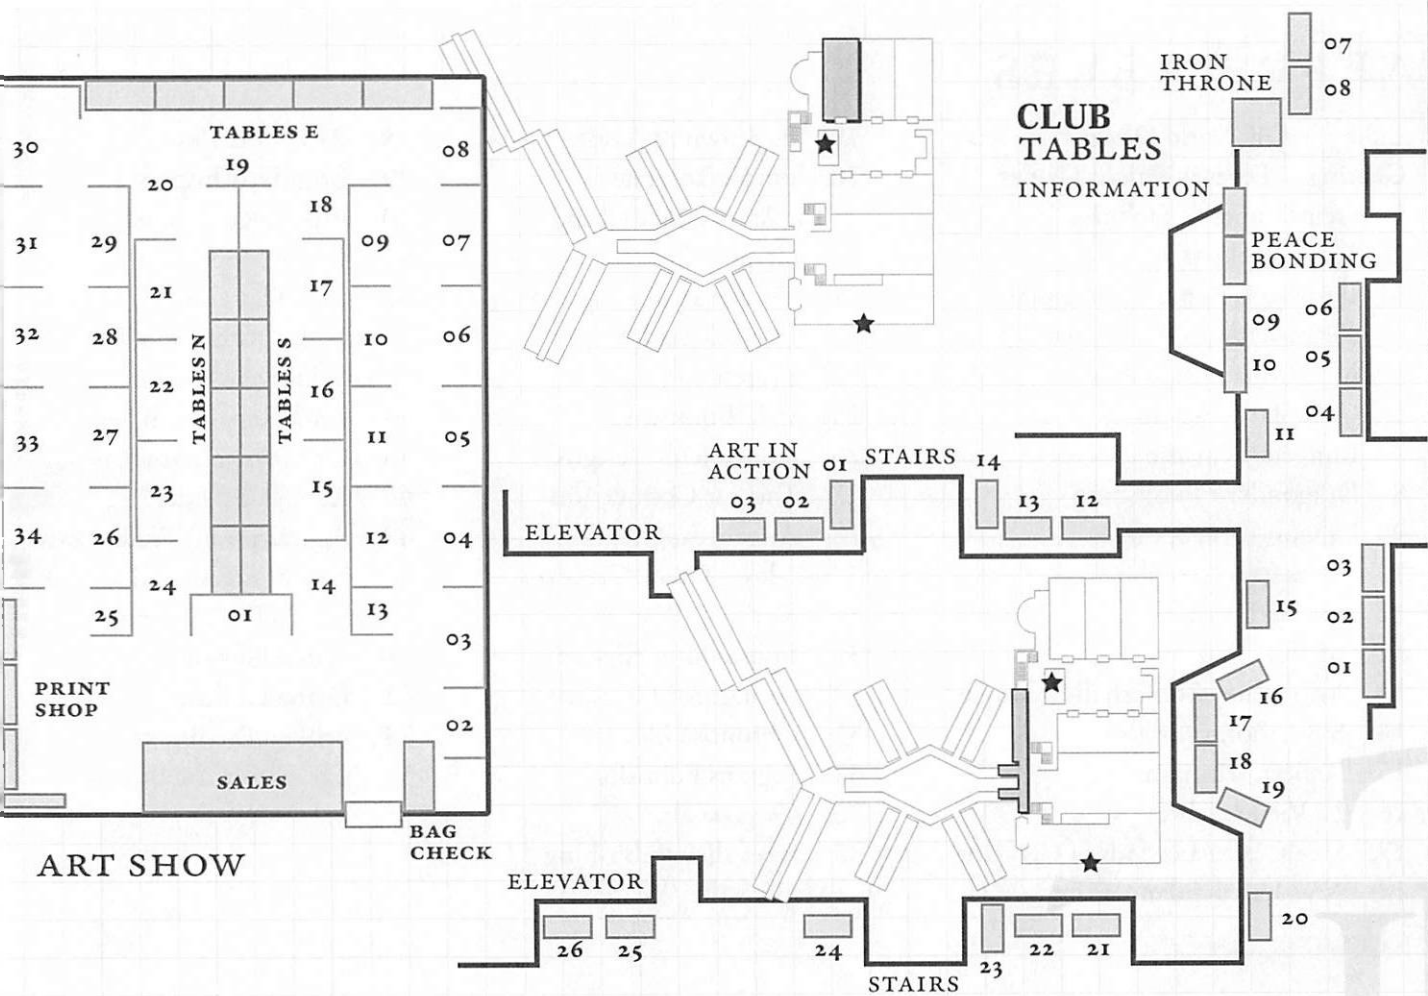 TABLES E
30
31
32
33
34
29
28
27
26
25
20
21
22
23
24
19
TABLES N
TABLES S
01
18
17
16
15
14
09
10
11
12
13
08
07
06
05
04
03
02
PRINT
SHOP
SALES
BAG
CHECK
ART SHOW
CLUB
TABLES
INFORMATION
IRON
THRONE
07
08
PEACE
BONDING
09
10
06
05
04
11
ART IN
ACTION
01
03
02
STAIRS
14
13
12
ELEVATOR
15
03
02
01
16
17
18
19
20
ELEVATOR
26
25
24
STAIRS
23
22
21